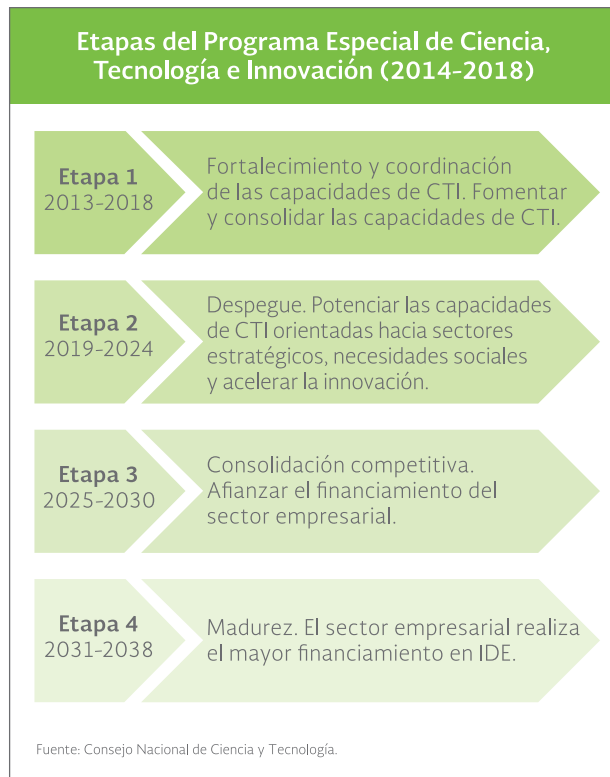 Etapas del Programa Especial de Ciencia,
Tecnología e Innovación (2014-2018)
Etapa 1
2013-2018
Fortalecimiento y coordinación
de las capacidades de CTI. Fomentar
y consolidar las capacidades de CTI.
Etapa 2
2019-2024
Despegue. Potenciar las capacidades
de CTI orientadas hacia sectores
estratégicos, necesidades sociales
y acelerar la innovación.
Etapa 3
2025-2030
Consolidación competitiva.
Afianzar el financiamiento del
sector empresarial.
Etapa 4
2031-2038
Madurez. El sector empresarial realiza
el mayor financiamiento en IDE.
Fuente: Consejo Nacional de Ciencia y Tecnología.